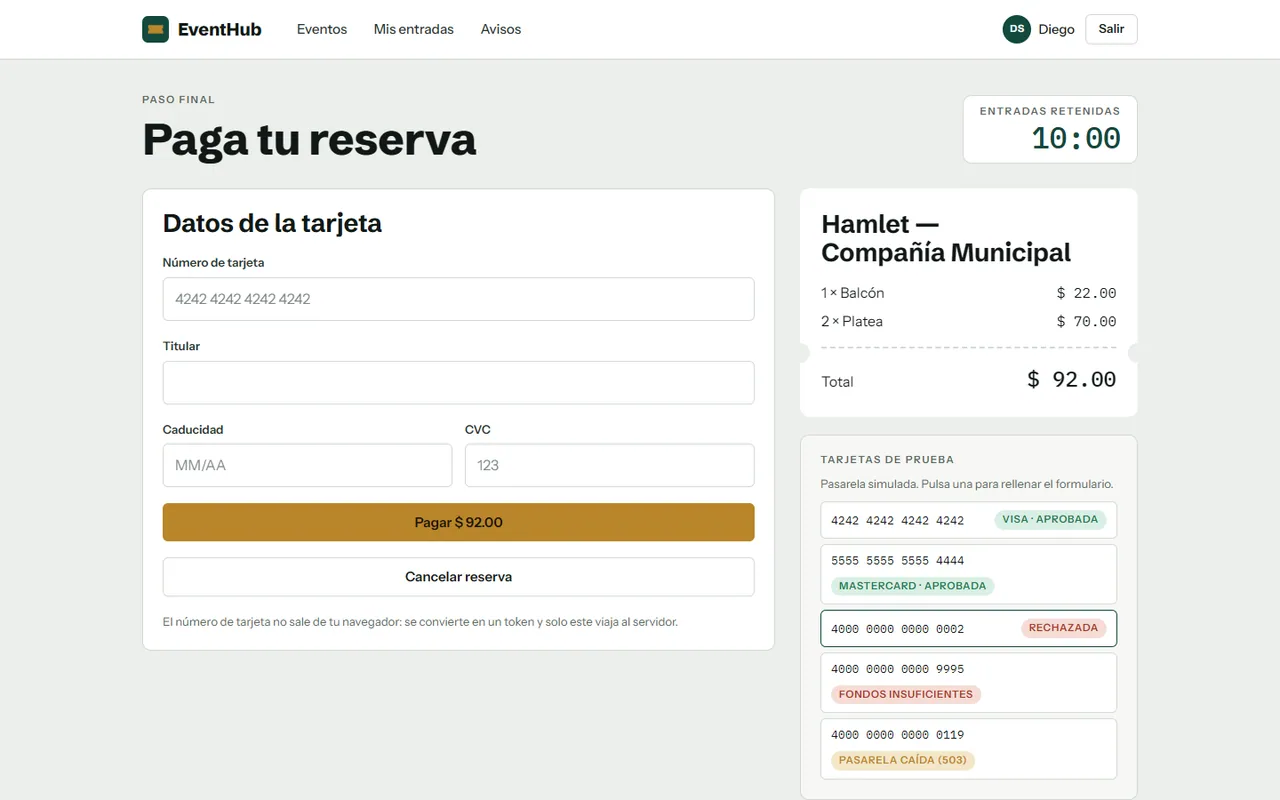 EventHub
Eventos
Mis entradas
Avisos
DS
Diego
Salir
PASO FINAL
Paga tu reserva
ENTRADAS RETENIDAS
10:00
Datos de la tarjeta
Número de tarjeta
4242 4242 4242 4242
Titular
Caducidad
CVC
MM/AA
123
Pagar $ 92.00
Cancelar reserva
El número de tarjeta no sale de tu navegador: se convierte en un token y solo este viaja al servidor.
Hamlet —
Compañía Municipal
1 × Balcón $ 22.00
2 × Platea $ 70.00
Total $ 92.00
TARJETAS DE PRUEBA
Pasarela simulada. Pulsa una para rellenar el formulario.
4242 4242 4242 4242 VISA · APROBADA
5555 5555 5555 4444
MASTERCARD · APROBADA
4000 0000 0000 0002 RECHAZADA
4000 0000 0000 9995
FONDOS INSUFICIENTES
4000 0000 0000 0119
PASARELA CAÍDA (503)